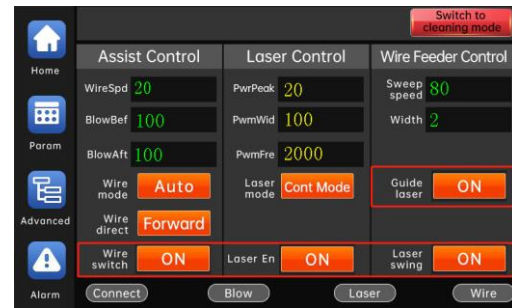 Switch to
cleaning mode
Home
Param
Advanced
Alarm
Assist Control
WireSpd 20
BlowBef 100
BlowAft 100
Wire mode Auto
Wire direct Forward
Wire switch ON
Laser Control
PwrPeak 20
PwmWid 100
PwmFre 2000
Laser mode Cont Mode
Laser En ON
Wire Feeder Control
Sweep speed 80
Width 2
Guide laser ON
Laser swing ON
Connect Blow Laser Wire